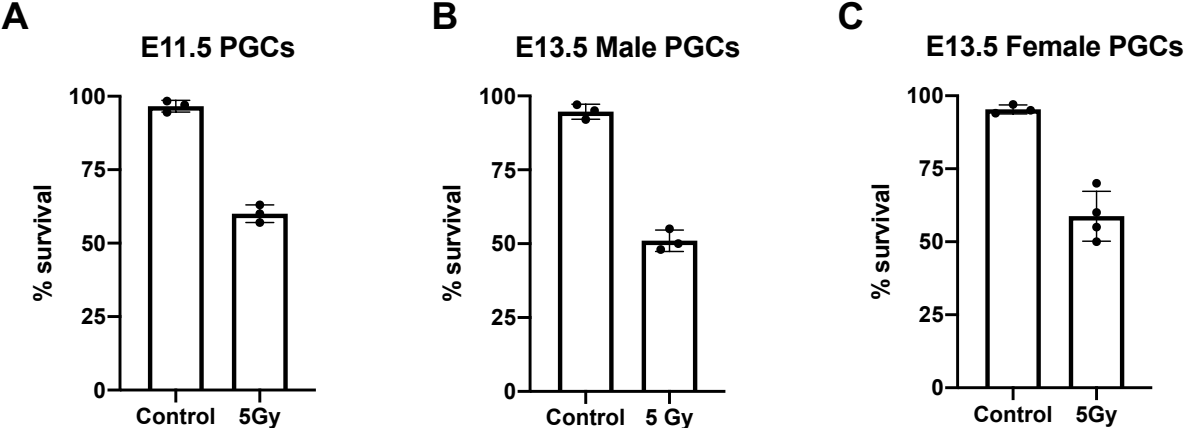 A
E11.5 PGCs
% survival
100
75
50
25
0
Control 5Gy
B
E13.5 Male PGCs
% survival
100
75
50
25
0
Control 5 Gy
C
E13.5 Female PGCs
% survival
100
75
50
25
0
Control 5Gy